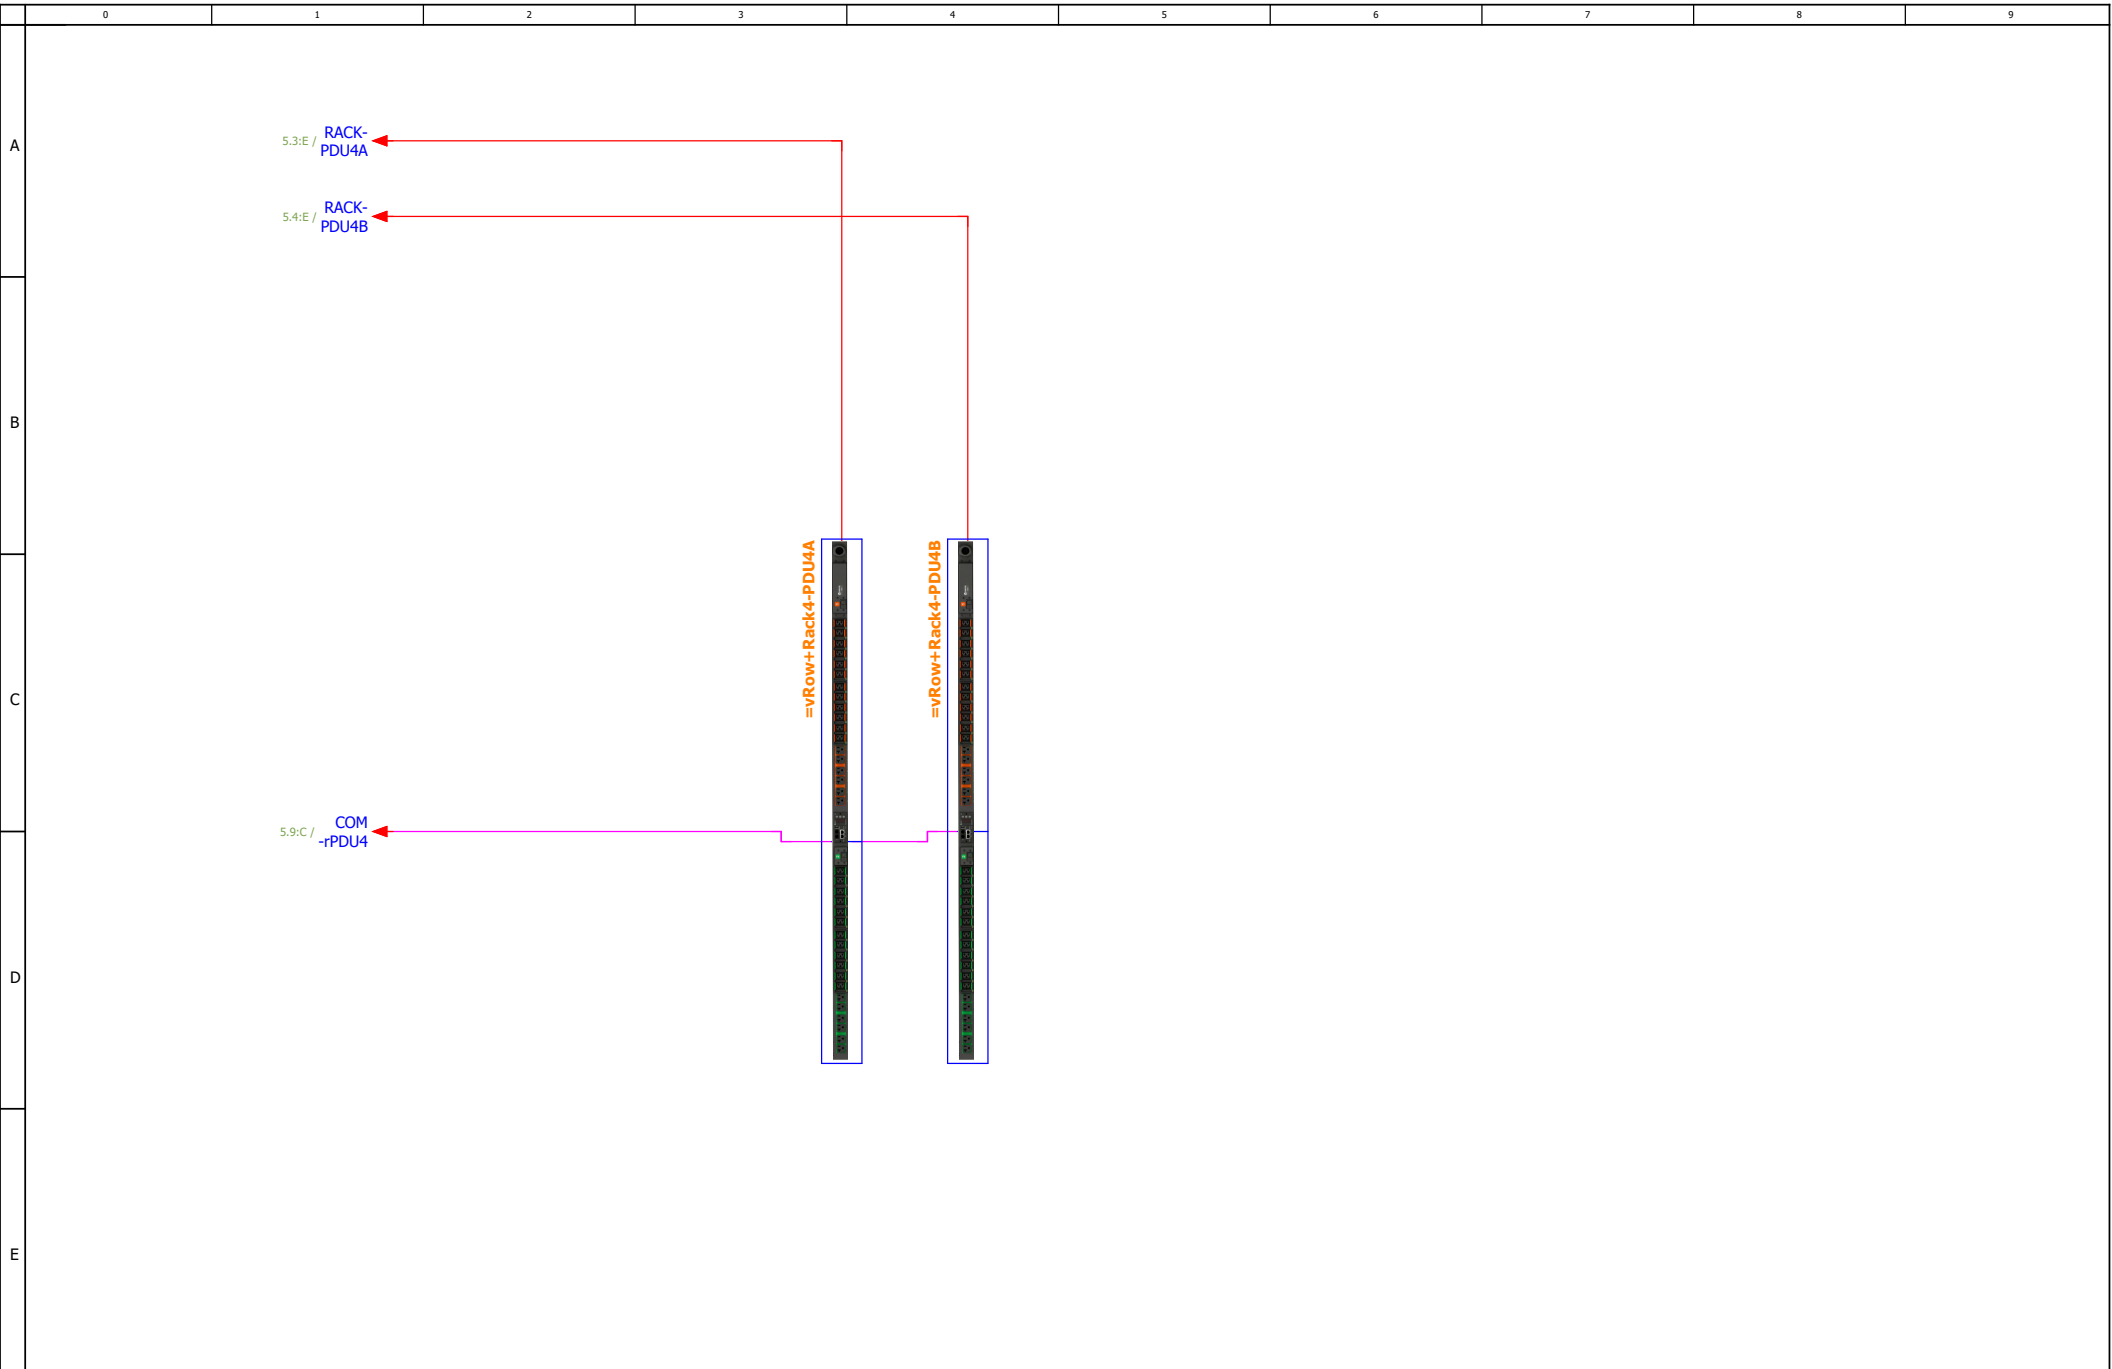 0 1 2 3 4 5 6 7 8 9
A
5.3:E / RACK-
PDU4A
5.4:E / RACK-
PDU4B
B
=vRow+Rack4-PDU4A
=vRow+Rack4-PDU4B
C
5.9:C / COM
-rPDU4
D
E